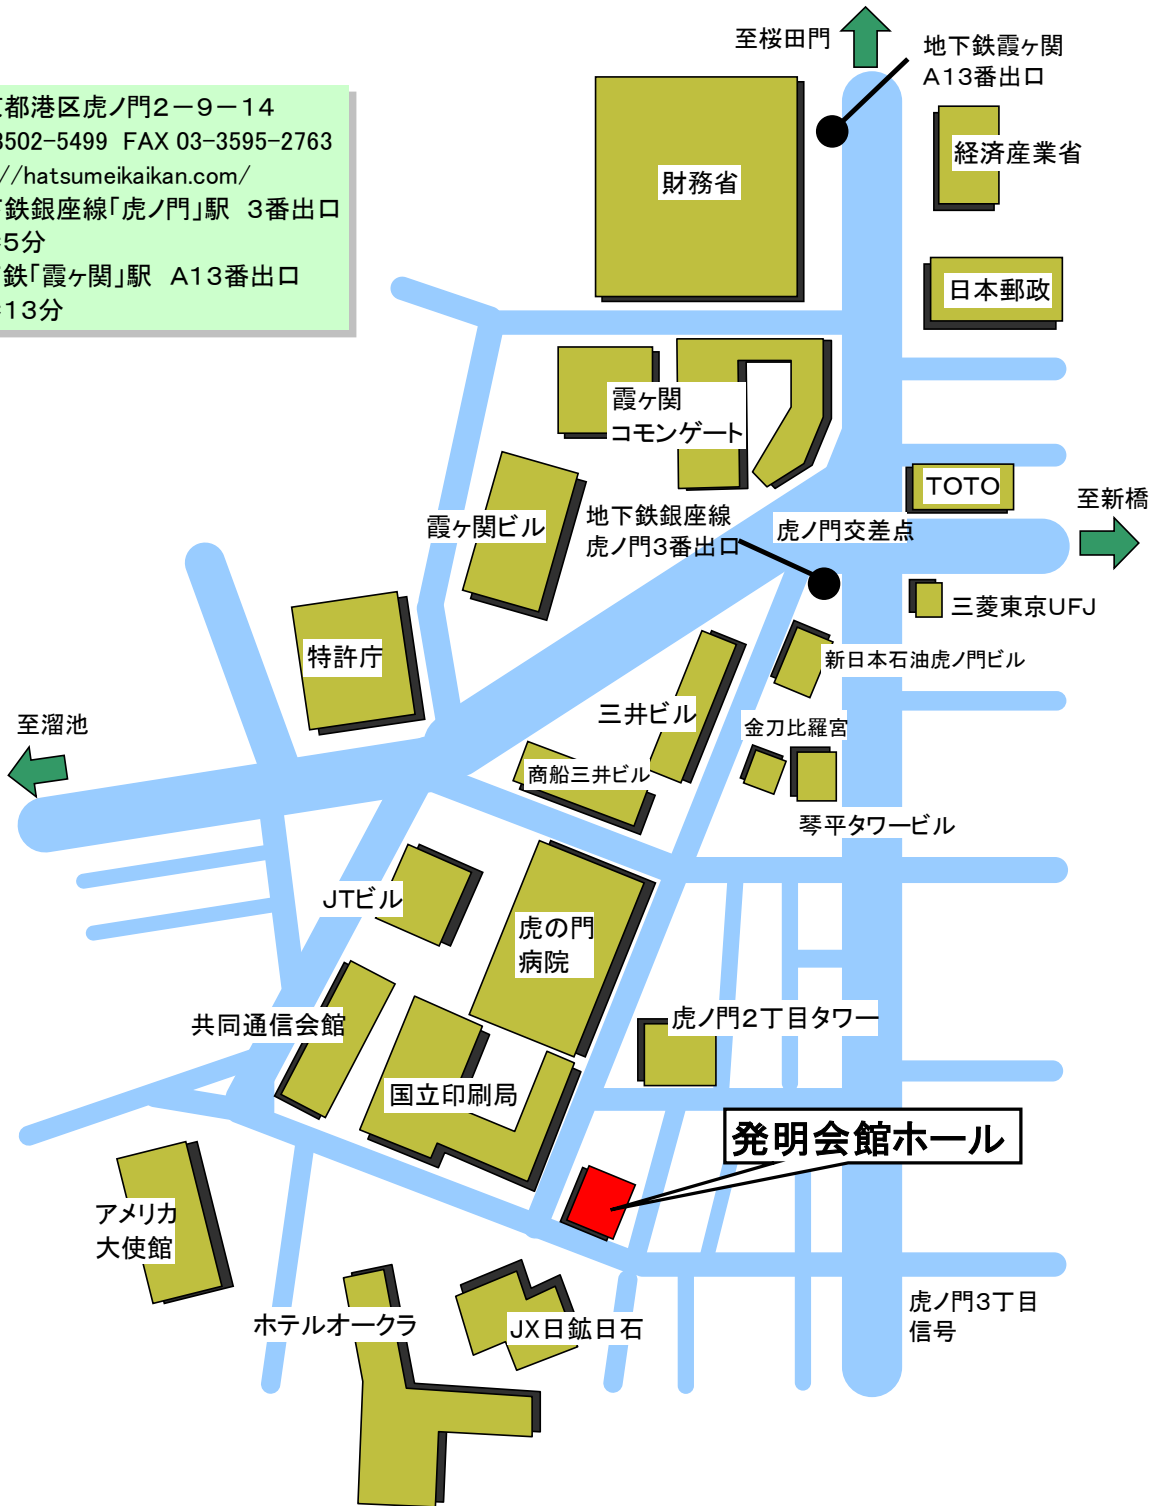 至桜田門
地下鉄霞ヶ関
A13番出口
都港区虎ノ門2－9－14
3502-5499 FAX 03-3595-2763
//hatsumeikaikan.com/
鉄銀座線「虎ノ門」駅 3番出口
5分
鉄「霞ヶ関」駅 A13番出口
13分
財務省
経済産業省
日本郵政
霞ヶ関
コモンゲート
TOTO
至新橋
霞ヶ関ビル
地下鉄銀座線
虎ノ門3番出口
虎ノ門交差点
三菱東京UFJ
特許庁
新日本石油虎ノ門ビル
至溜池
三井ビル
金刀比羅宮
商船三井ビル
琴平タワービル
JTビル
虎の門
病院
共同通信会館
虎ノ門2丁目タワー
国立印刷局
発明会館ホール
アメリカ
大使館
ホテルオークラ
JX日鉱日石
虎ノ門3丁目
信号